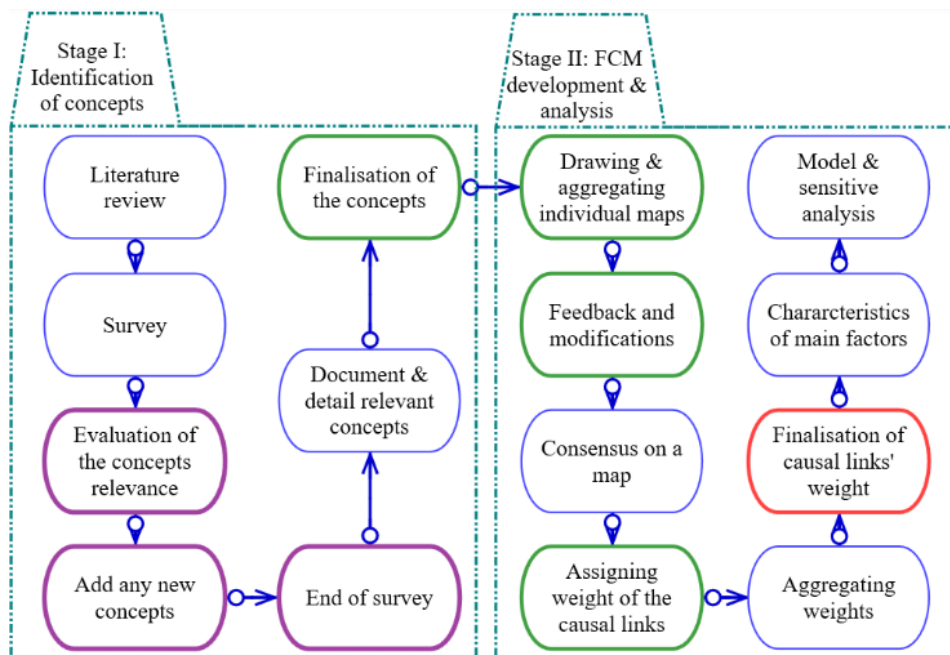 Stage I:
Identification
of concepts
Literature
review
Survey
Evaluation of
the concepts
relevance
Add any new
concepts
End of survey
Document &
detail relevant
concepts
Finalisation of
the concepts
Stage II: FCM
development &
analysis
Drawing &
aggregating
individual maps
Feedback and
modifications
Consensus on a
map
Assigning
weight of the
causal links
Aggregating
weights
Finalisation of
causal links'
weight
Chararcteristics
of main factors
Model &
sensitive
analysis